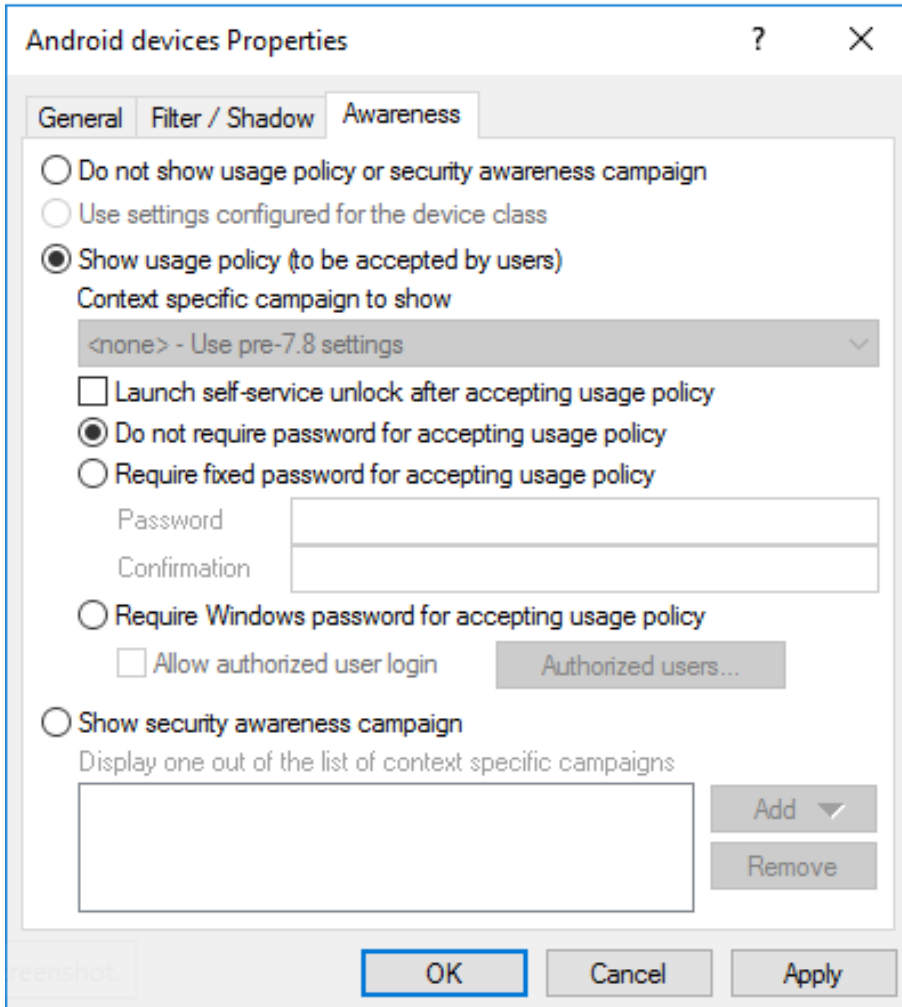 Android devices Properties ?
General Filter / Shadow Awareness
Do not show usage policy or security awareness campaign
Use settings configured for the device class
Show usage policy (to be accepted by users)
Context specific campaign to show
<none> - Use pre-7.8 settings
Launch self-service unlock after accepting usage policy
Do not require password for accepting usage policy
Require fixed password for accepting usage policy
Password
Confirmation
Require Windows password for accepting usage policy
Allow authorized user login Authorized users...
Show security awareness campaign
Display one out of the list of context specific campaigns
Add
Remove
OK Cancel Apply